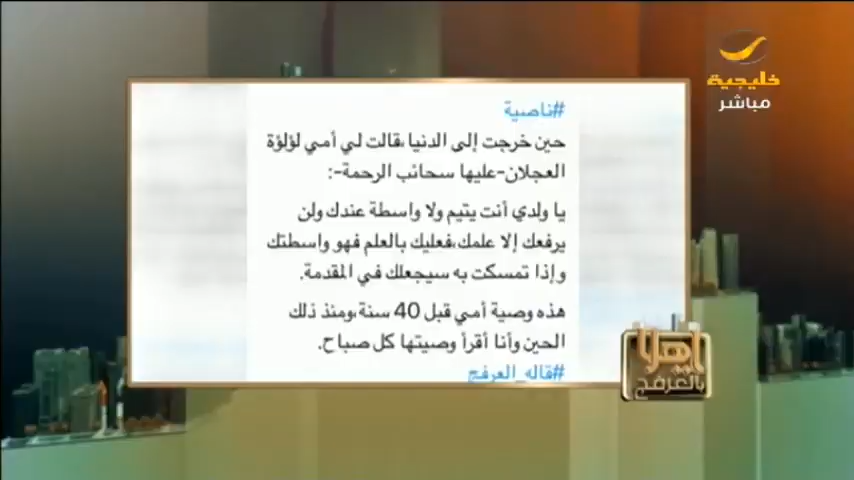 خليجية
مباشر
#ناصية
حين خرجت إلى الدنيا،قالت لي أمي لؤلؤة
العجلان-عليها سحائب الرحمة-:
يا ولدي أنت يتيم ولا واسطة عندك ولن
يرفعك إلا علمك،فعليك بالعلم فهو واسطتك
وإذا تمسكت به سيجعلك في المقدمة.
هذه وصية أمي قبل 40 سنة،ومنذ ذلك
الحين وأنا أقرأ وصيتها كل صباح.
#قاله_العرفج
ياهلا
بالعرفج